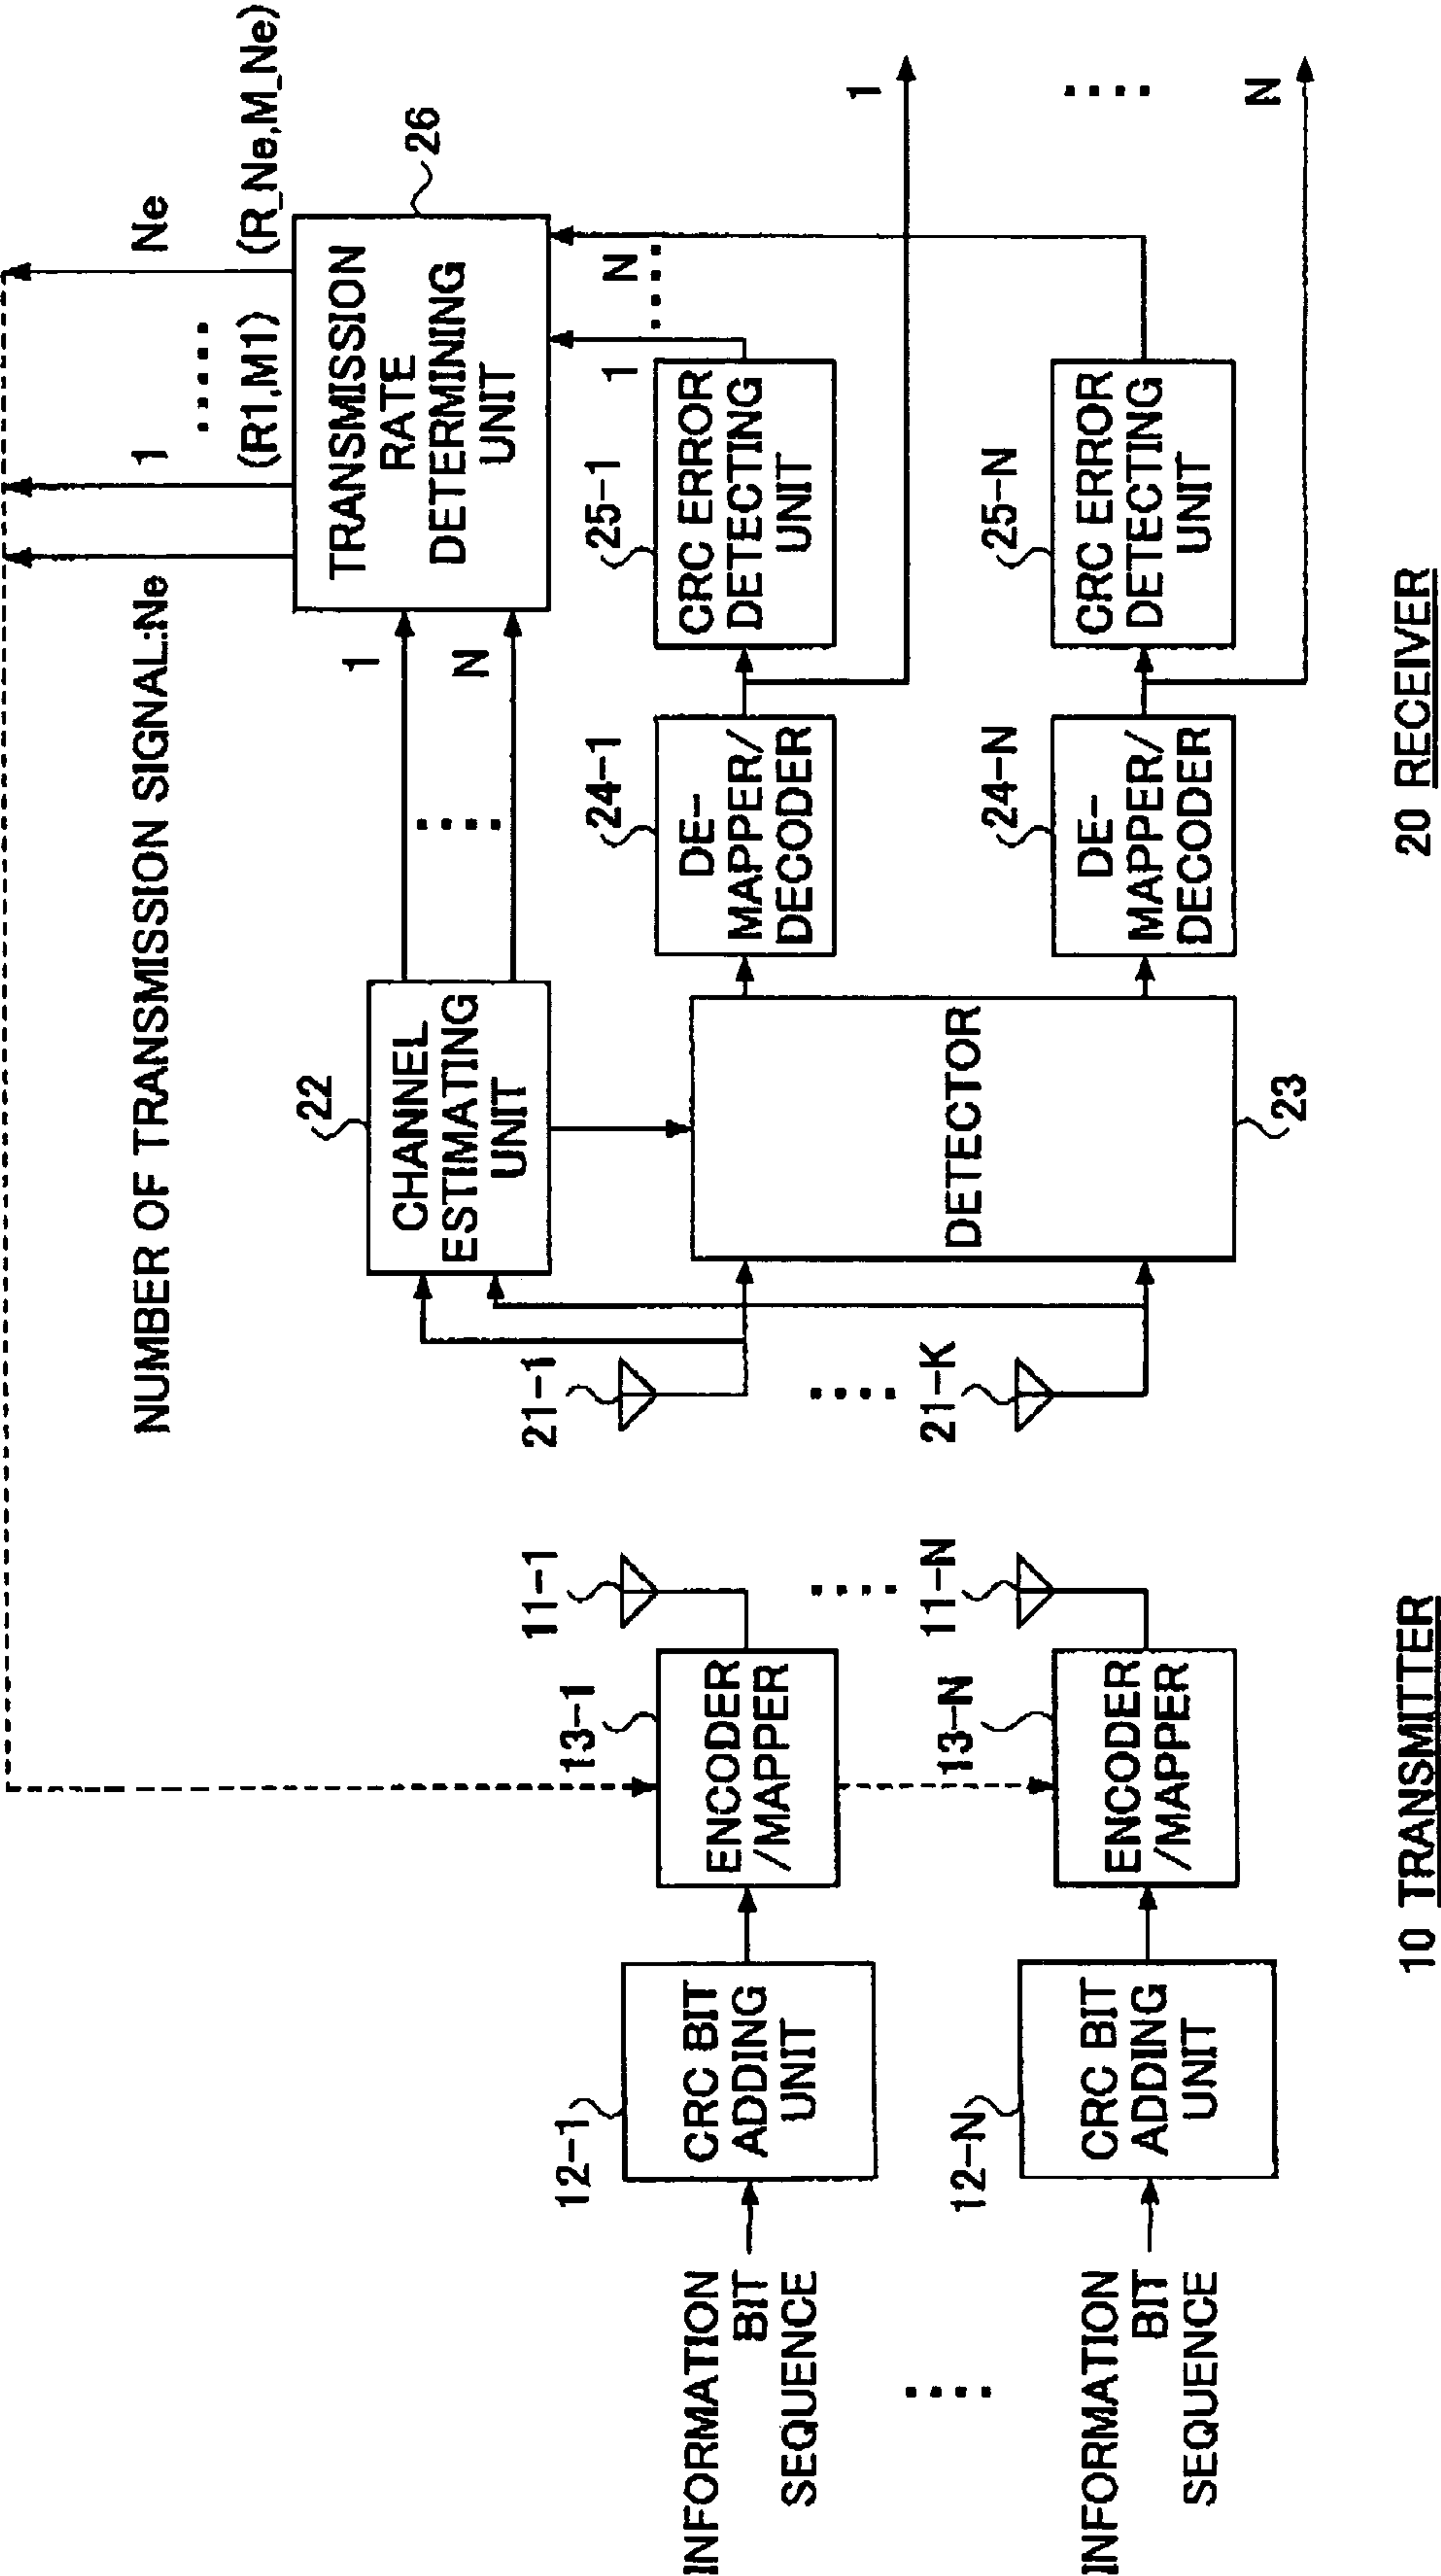 NUMBER OF TRANSMISSION SIGNAL:Ne
1
.....
Ne
(R1,M1)
(R_Ne,M_Ne)
22
CHANNEL
ESTIMATING
UNIT
1
....
N
TRANSMISSION
RATE
DETERMINING
UNIT
26
1
.....
N
INFORMATION
BIT
SEQUENCE
12-1
CRC BIT
ADDING
UNIT
13-1
ENCODER
/MAPPER
11-1
21-1
DETECTOR
23
24-1
DE-
MAPPER/
DECODER
25-1
CRC ERROR
DETECTING
UNIT
1
....
....
....
....
INFORMATION
BIT
SEQUENCE
12-N
CRC BIT
ADDING
UNIT
13-N
ENCODER
/MAPPER
11-N
21-K
24-N
DE-
MAPPER/
DECODER
25-N
CRC ERROR
DETECTING
UNIT
N
10 TRANSMITTER
20 RECEIVER